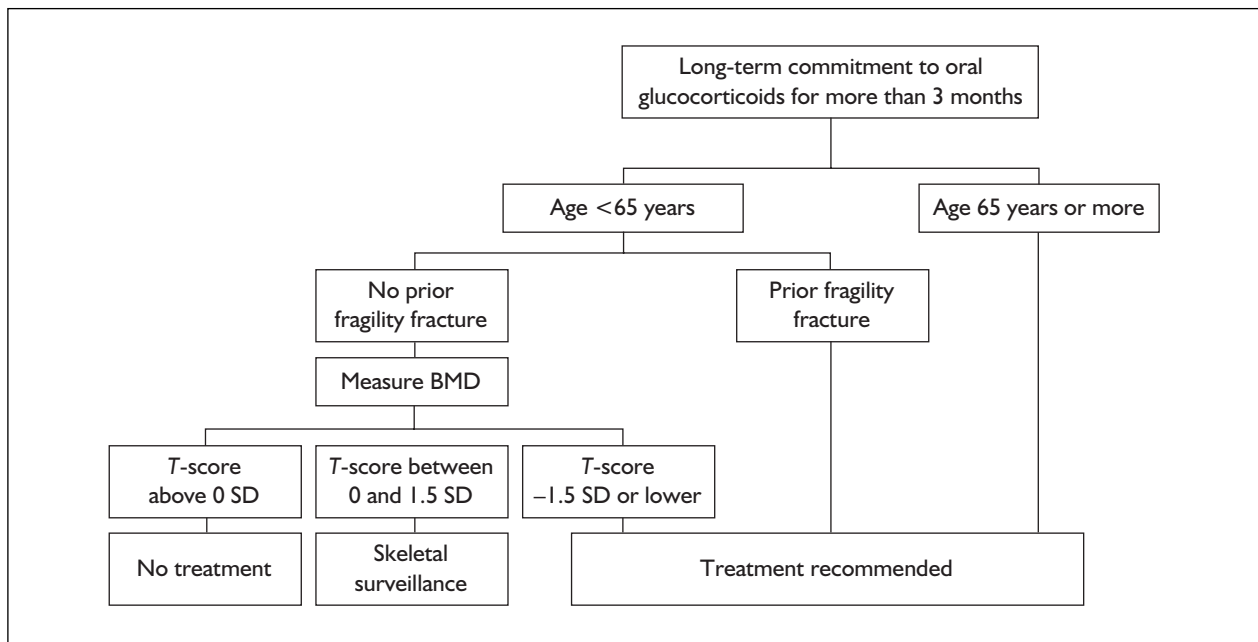 Long-term commitment to oral
glucocorticoids for more than 3 months
Age <65 years
Age 65 years or more
No prior
fragility fracture
Prior fragility
fracture
Measure BMD
T-score
above 0 SD
T-score between
0 and 1.5 SD
T-score
–1.5 SD or lower
No treatment
Skeletal
surveillance
Treatment recommended